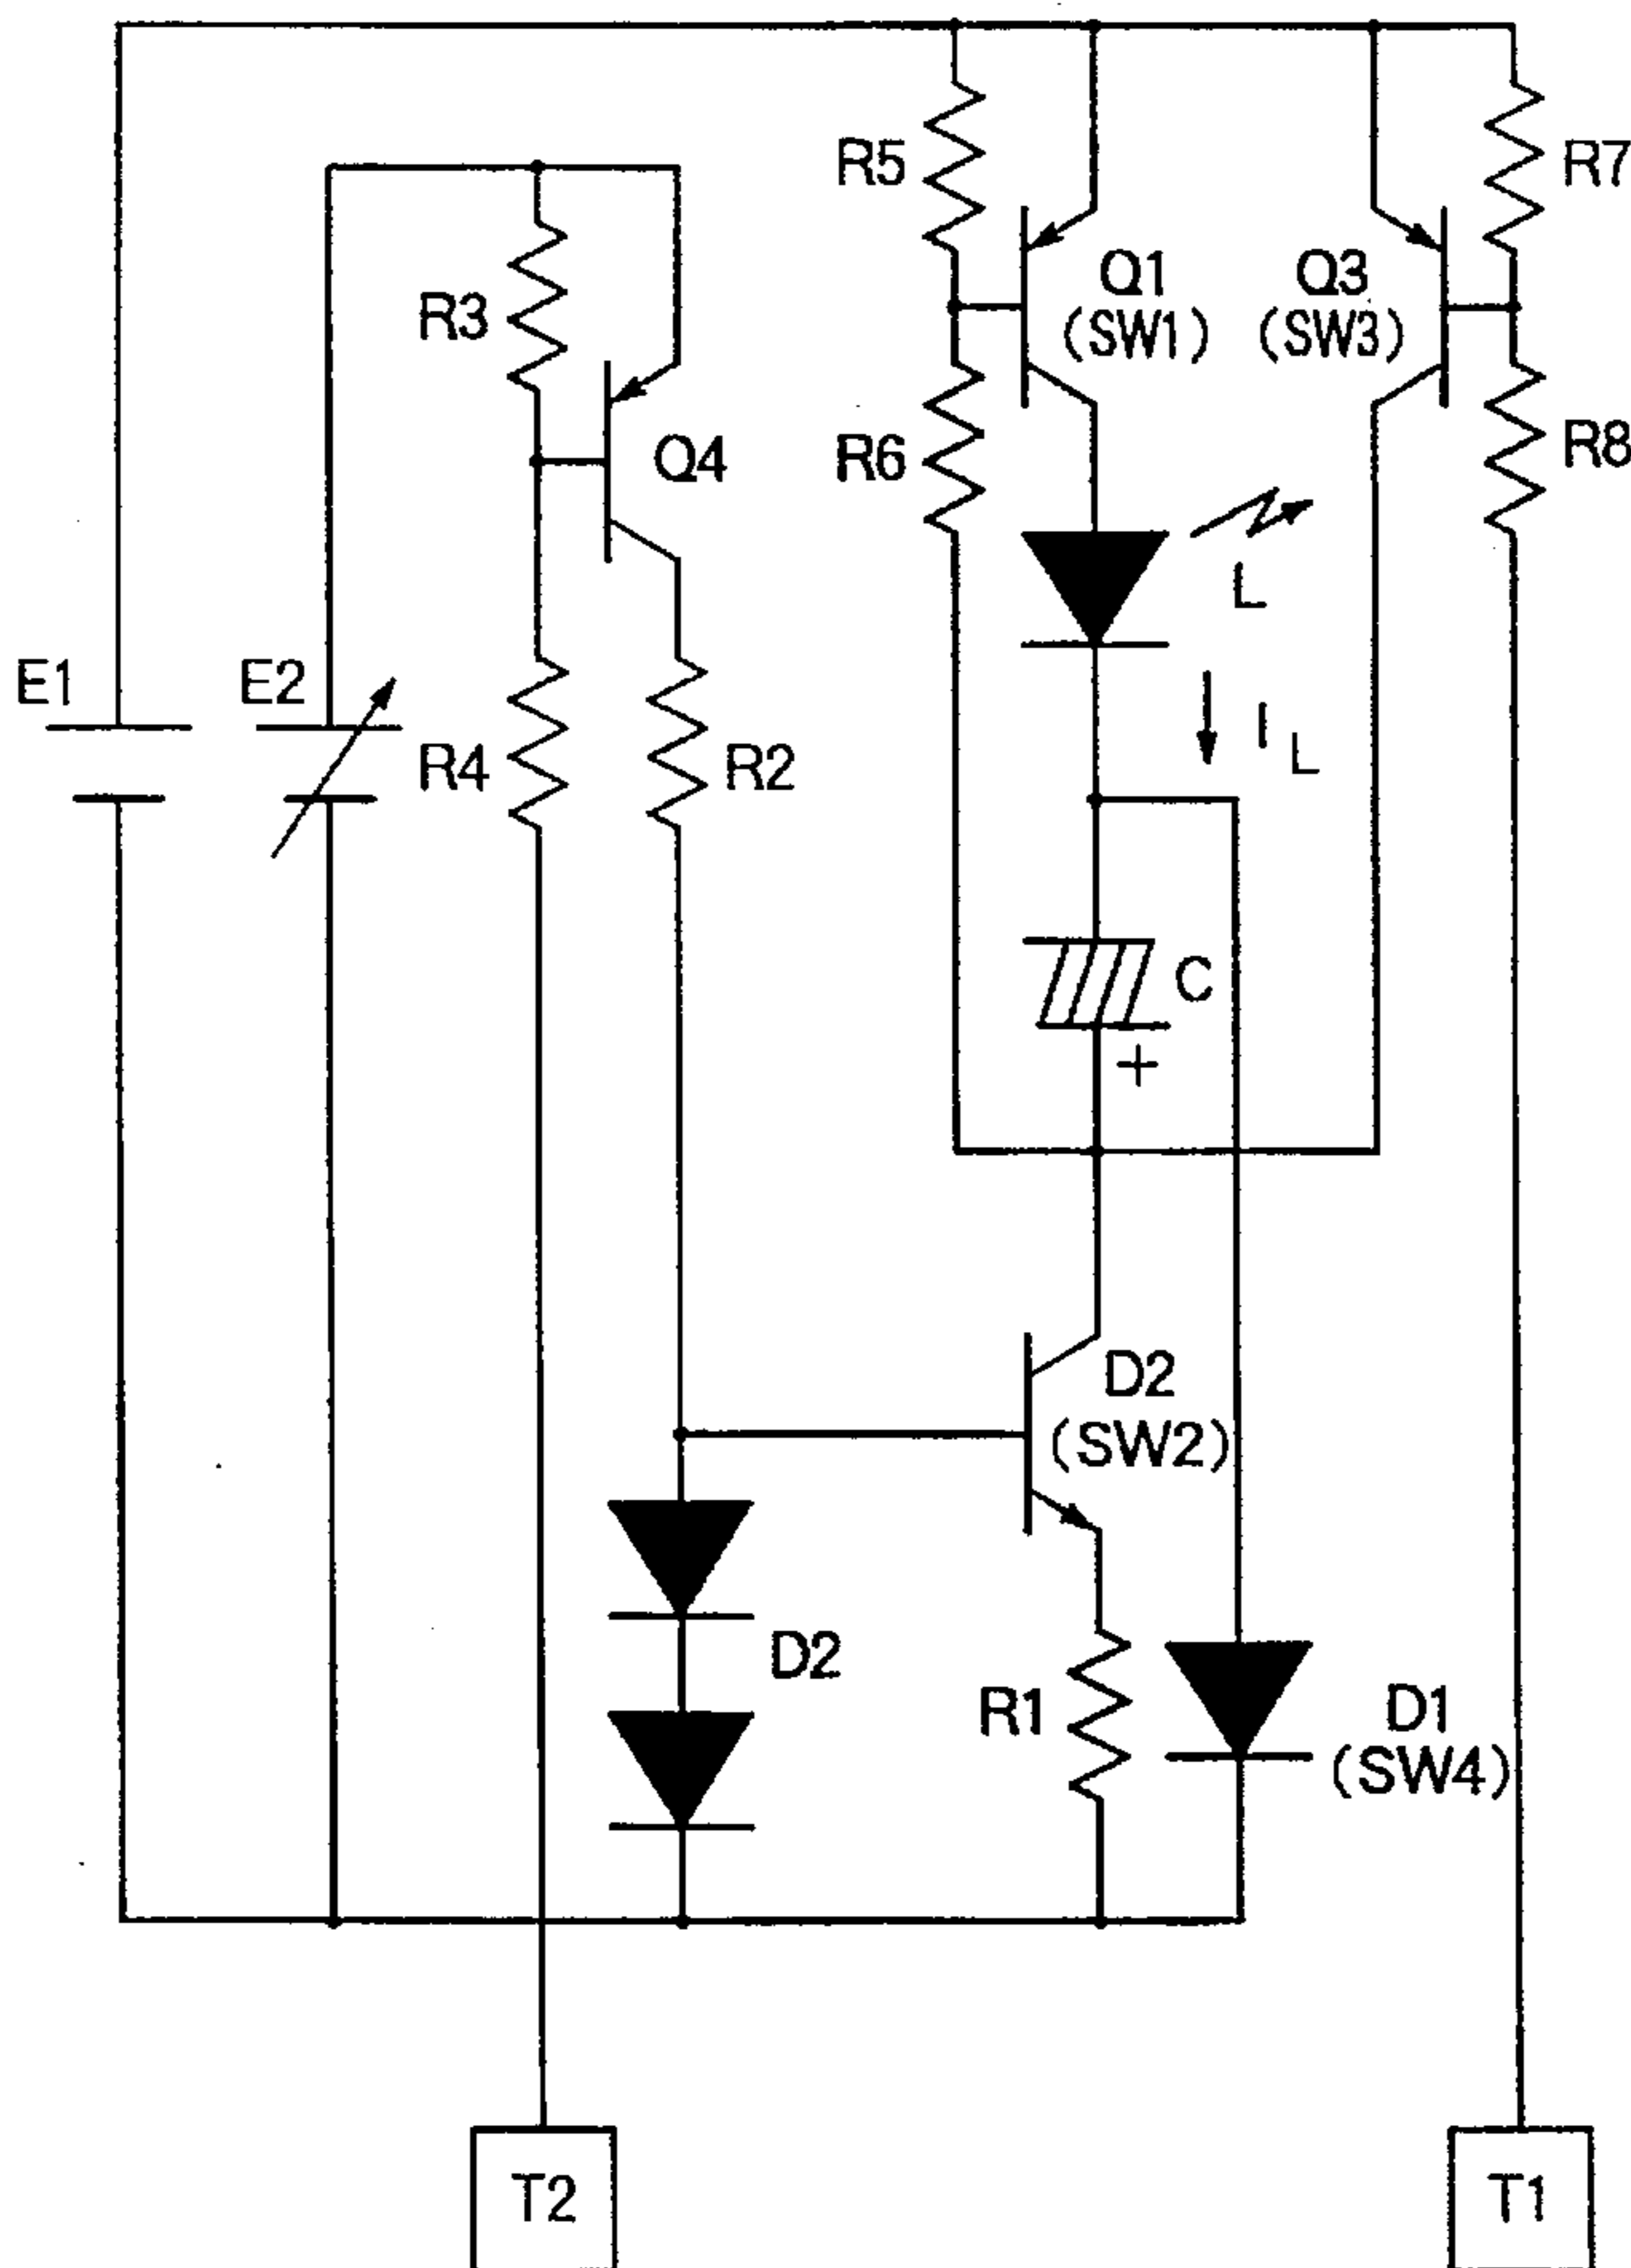 R5
R7
Q1
(SW1)
Q3
(SW3)
R3
Q4
R6
R8
L
E1
E2
R4
R2
IL
C
+
D2
(SW2)
D2
R1
D1
(SW4)
T2
T1